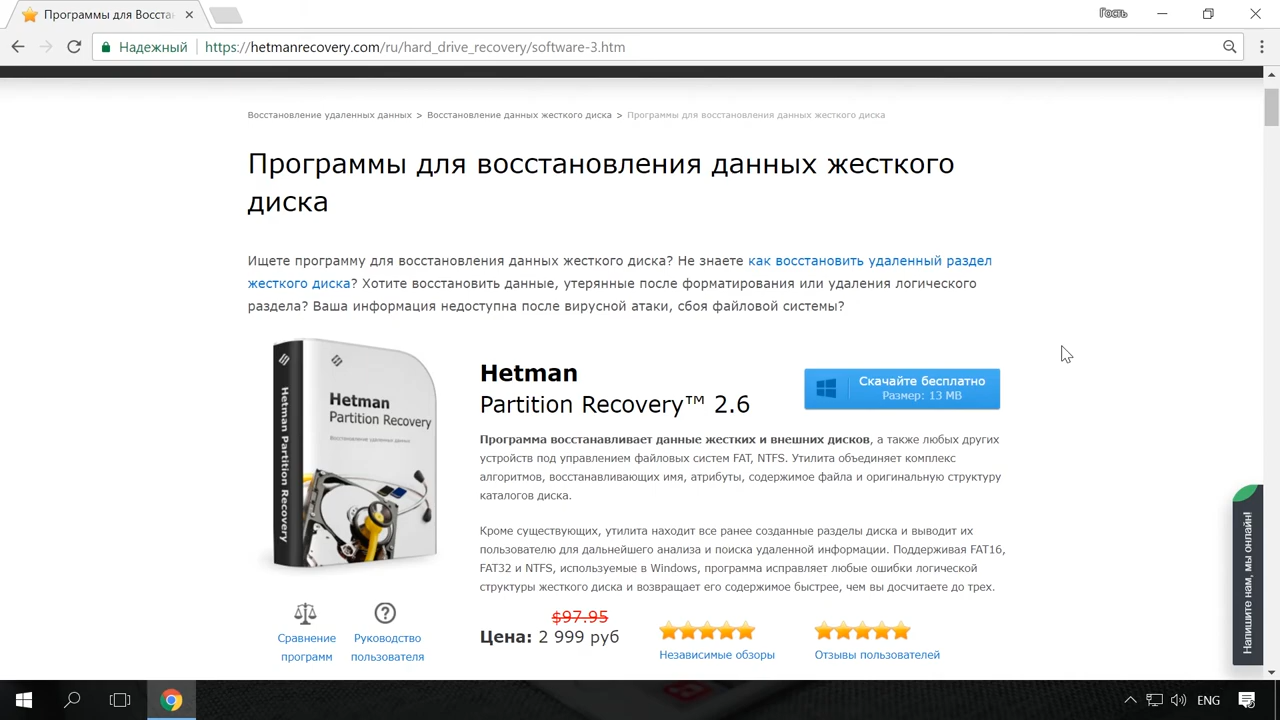 Программы для Восста
Гость
Надежный
https://hetmanrecovery.com/ru/hard_drive_recovery/software-3.htm
Восстановление удаленных данных > Восстановление данных жесткого диска > Программы для восстановления данных жесткого диска
Программы для восстановления данных жесткого
диска
Ищете программу для восстановления данных жесткого диска? Не знаете как восстановить удаленный раздел
жесткого диска? Хотите восстановить данные, утерянные после форматирования или удаления логического
раздела? Ваша информация недоступна после вирусной атаки, сбоя файловой системы?
Hetman
Partition Recovery
Восстановление удаленных данных
Hetman Partition Recovery
Hetman
Partition Recovery™ 2.6
Скачайте бесплатно
Размер: 13 MB
Программа восстанавливает данные жестких и внешних дисков, а также любых других
устройств под управлением файловых систем FAT, NTFS. Утилита объединяет комплекс
алгоритмов, восстанавливающих имя, атрибуты, содержимое файла и оригинальную структуру
каталогов диска.
Кроме существующих, утилита находит все ранее созданные разделы диска и выводит их
пользователю для дальнейшего анализа и поиска удаленной информации. Поддерживая FAT16,
FAT32 и NTFS, используемые в Windows, программа исправляет любые ошибки логической
структуры жесткого диска и возвращает его содержимое быстрее, чем вы досчитаете до трех.
$97.95
Цена: 2 999 руб
Независимые обзоры
Отзывы пользователей
Сравнение
программ
Руководство
пользователя
Напишите нам, мы онлайн!
ENG